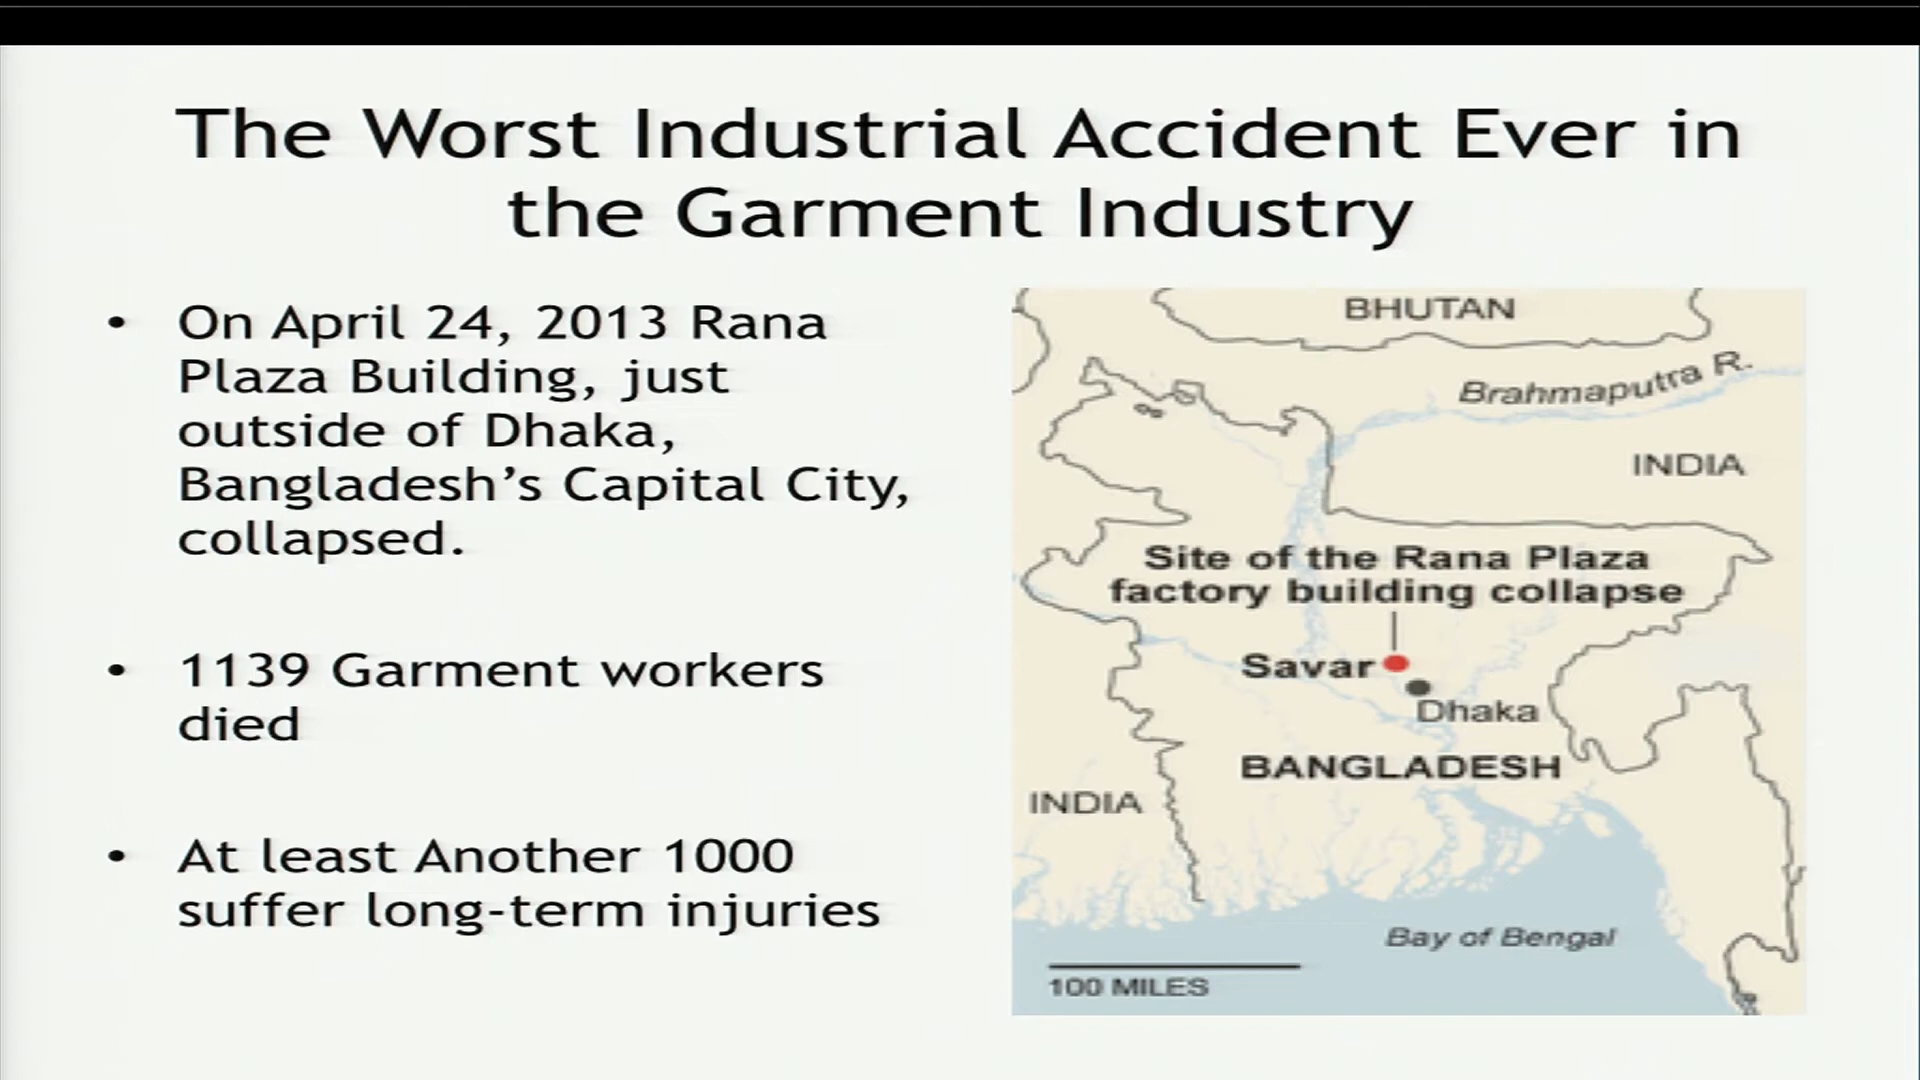 The Worst Industrial Accident Ever in
the Garment Industry
• On April 24, 2013 Rana
Plaza Building, just
outside of Dhaka,
Bangladesh’s Capital City,
collapsed.
• 1139 Garment workers
died
• At least Another 1000
suffer long-term injuries
BHUTAN
Brahmaputra R.
INDIA
Site of the Rana Plaza
factory building collapse
Savar
Dhaka
BANGLADESH
INDIA
Bay of Bengal
100 MILES